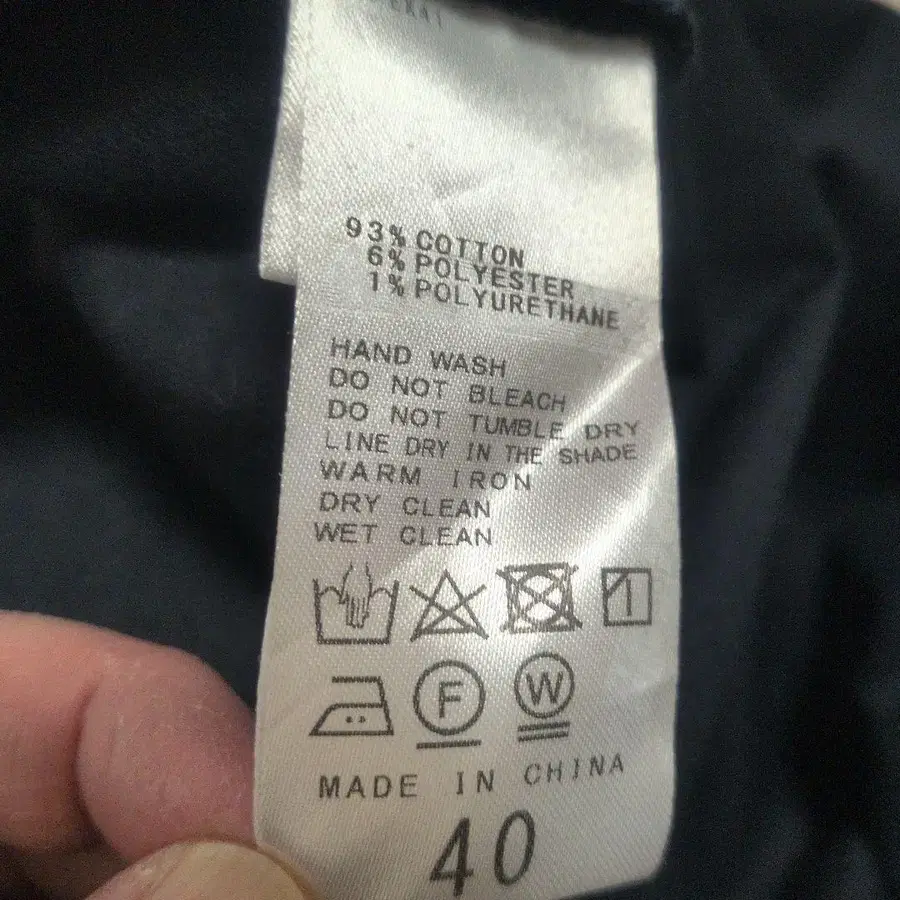 93% COTTON
6% POLYESTER
1% POLYURETHANE
HAND WASH
DO NOT BLEACH
DO NOT TUMBLE DRY
LINE DRY IN THE SHADE
WARM IRON
DRY CLEAN
WET CLEAN
F W
MADE IN CHINA
40